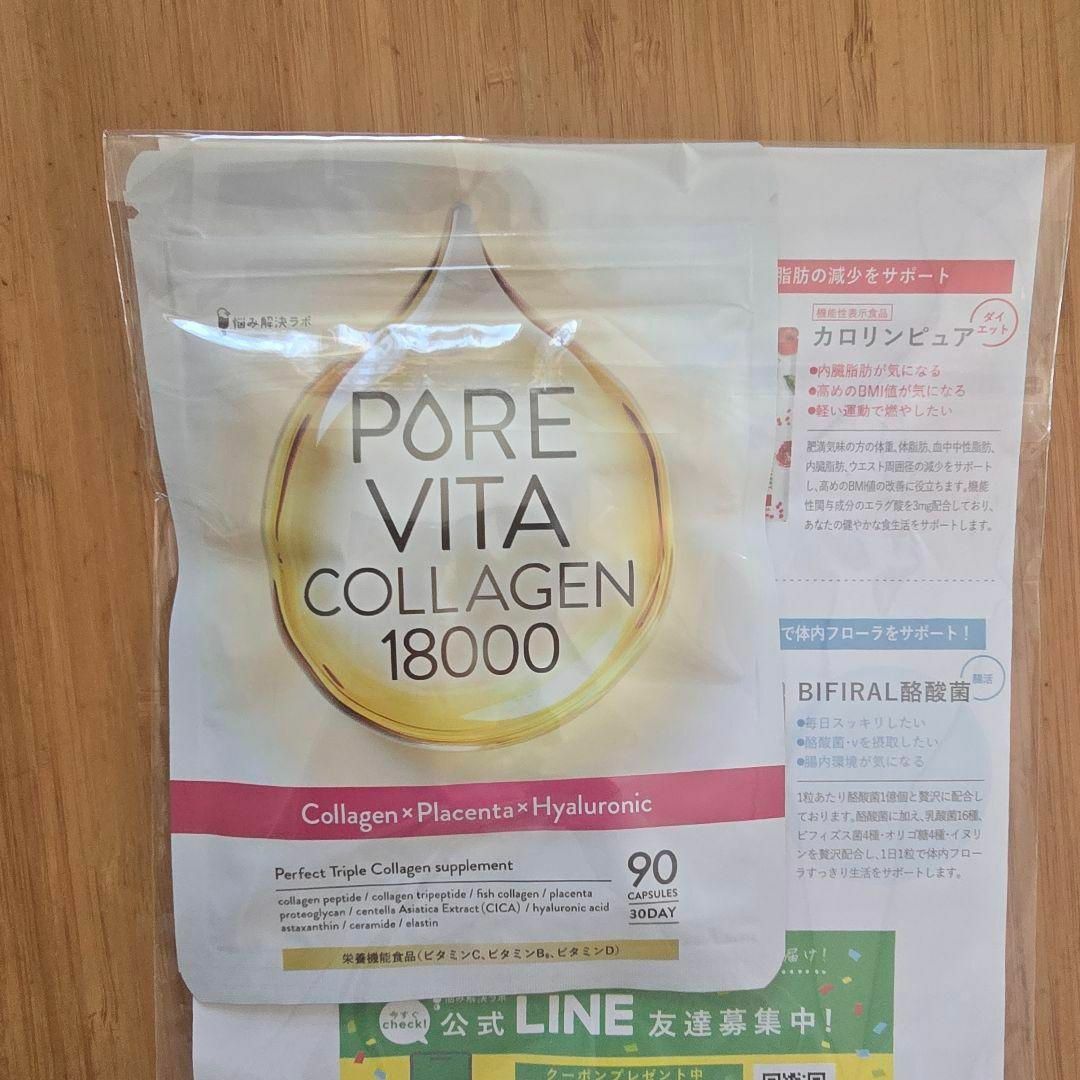 悩み解決ラボ
PORE
VITA
COLLAGEN
18000
Collagen×Placenta×Hyaluronic
Perfect Triple Collagen supplement
collagen peptide / collagen tripeptide / fish collagen / placenta
proteoglycan / centella Asiatica Extract (CICA) / hyaluronic acid
astaxanthin / ceramide / elastin
90
CAPSULES
30DAY
栄養機能食品(ビタミンC、ビタミンB₆、ビタミンD)
脂肪の減少をサポート
機能性表示食品
カロリンピュア
ダイ
エット
●内臓脂肪が気になる
●高めのBMI値が気になる
●軽い運動で燃やしたい
肥満気味の方の体重、体脂肪、血中中性脂肪、
内臓脂肪、ウエスト周囲径の減少をサポート
し、高めのBMI値の改善に役立ちます。機能
性関与成分のエラグ酸を3mg配合しており、
あなたの健やかな食生活をサポートします。
で体内フローラをサポート！
BIFIRAL酪酸菌
腸活
●毎日スッキリしたい
●酪酸菌・vを摂取したい
●腸内環境が気になる
1粒あたり酪酸菌1億個と贅沢に配合し
ております。酪酸菌に加え、乳酸菌16種、
ビフィズス菌4種・オリゴ糖4種・イヌリ
ンを贅沢配合し、1日1粒で体内フロー
ラすっきり生活をサポートします。
届け！
悩み解決ラボ
今すぐ
check!
公式LINE友達募集中！
クーポンプレゼント中